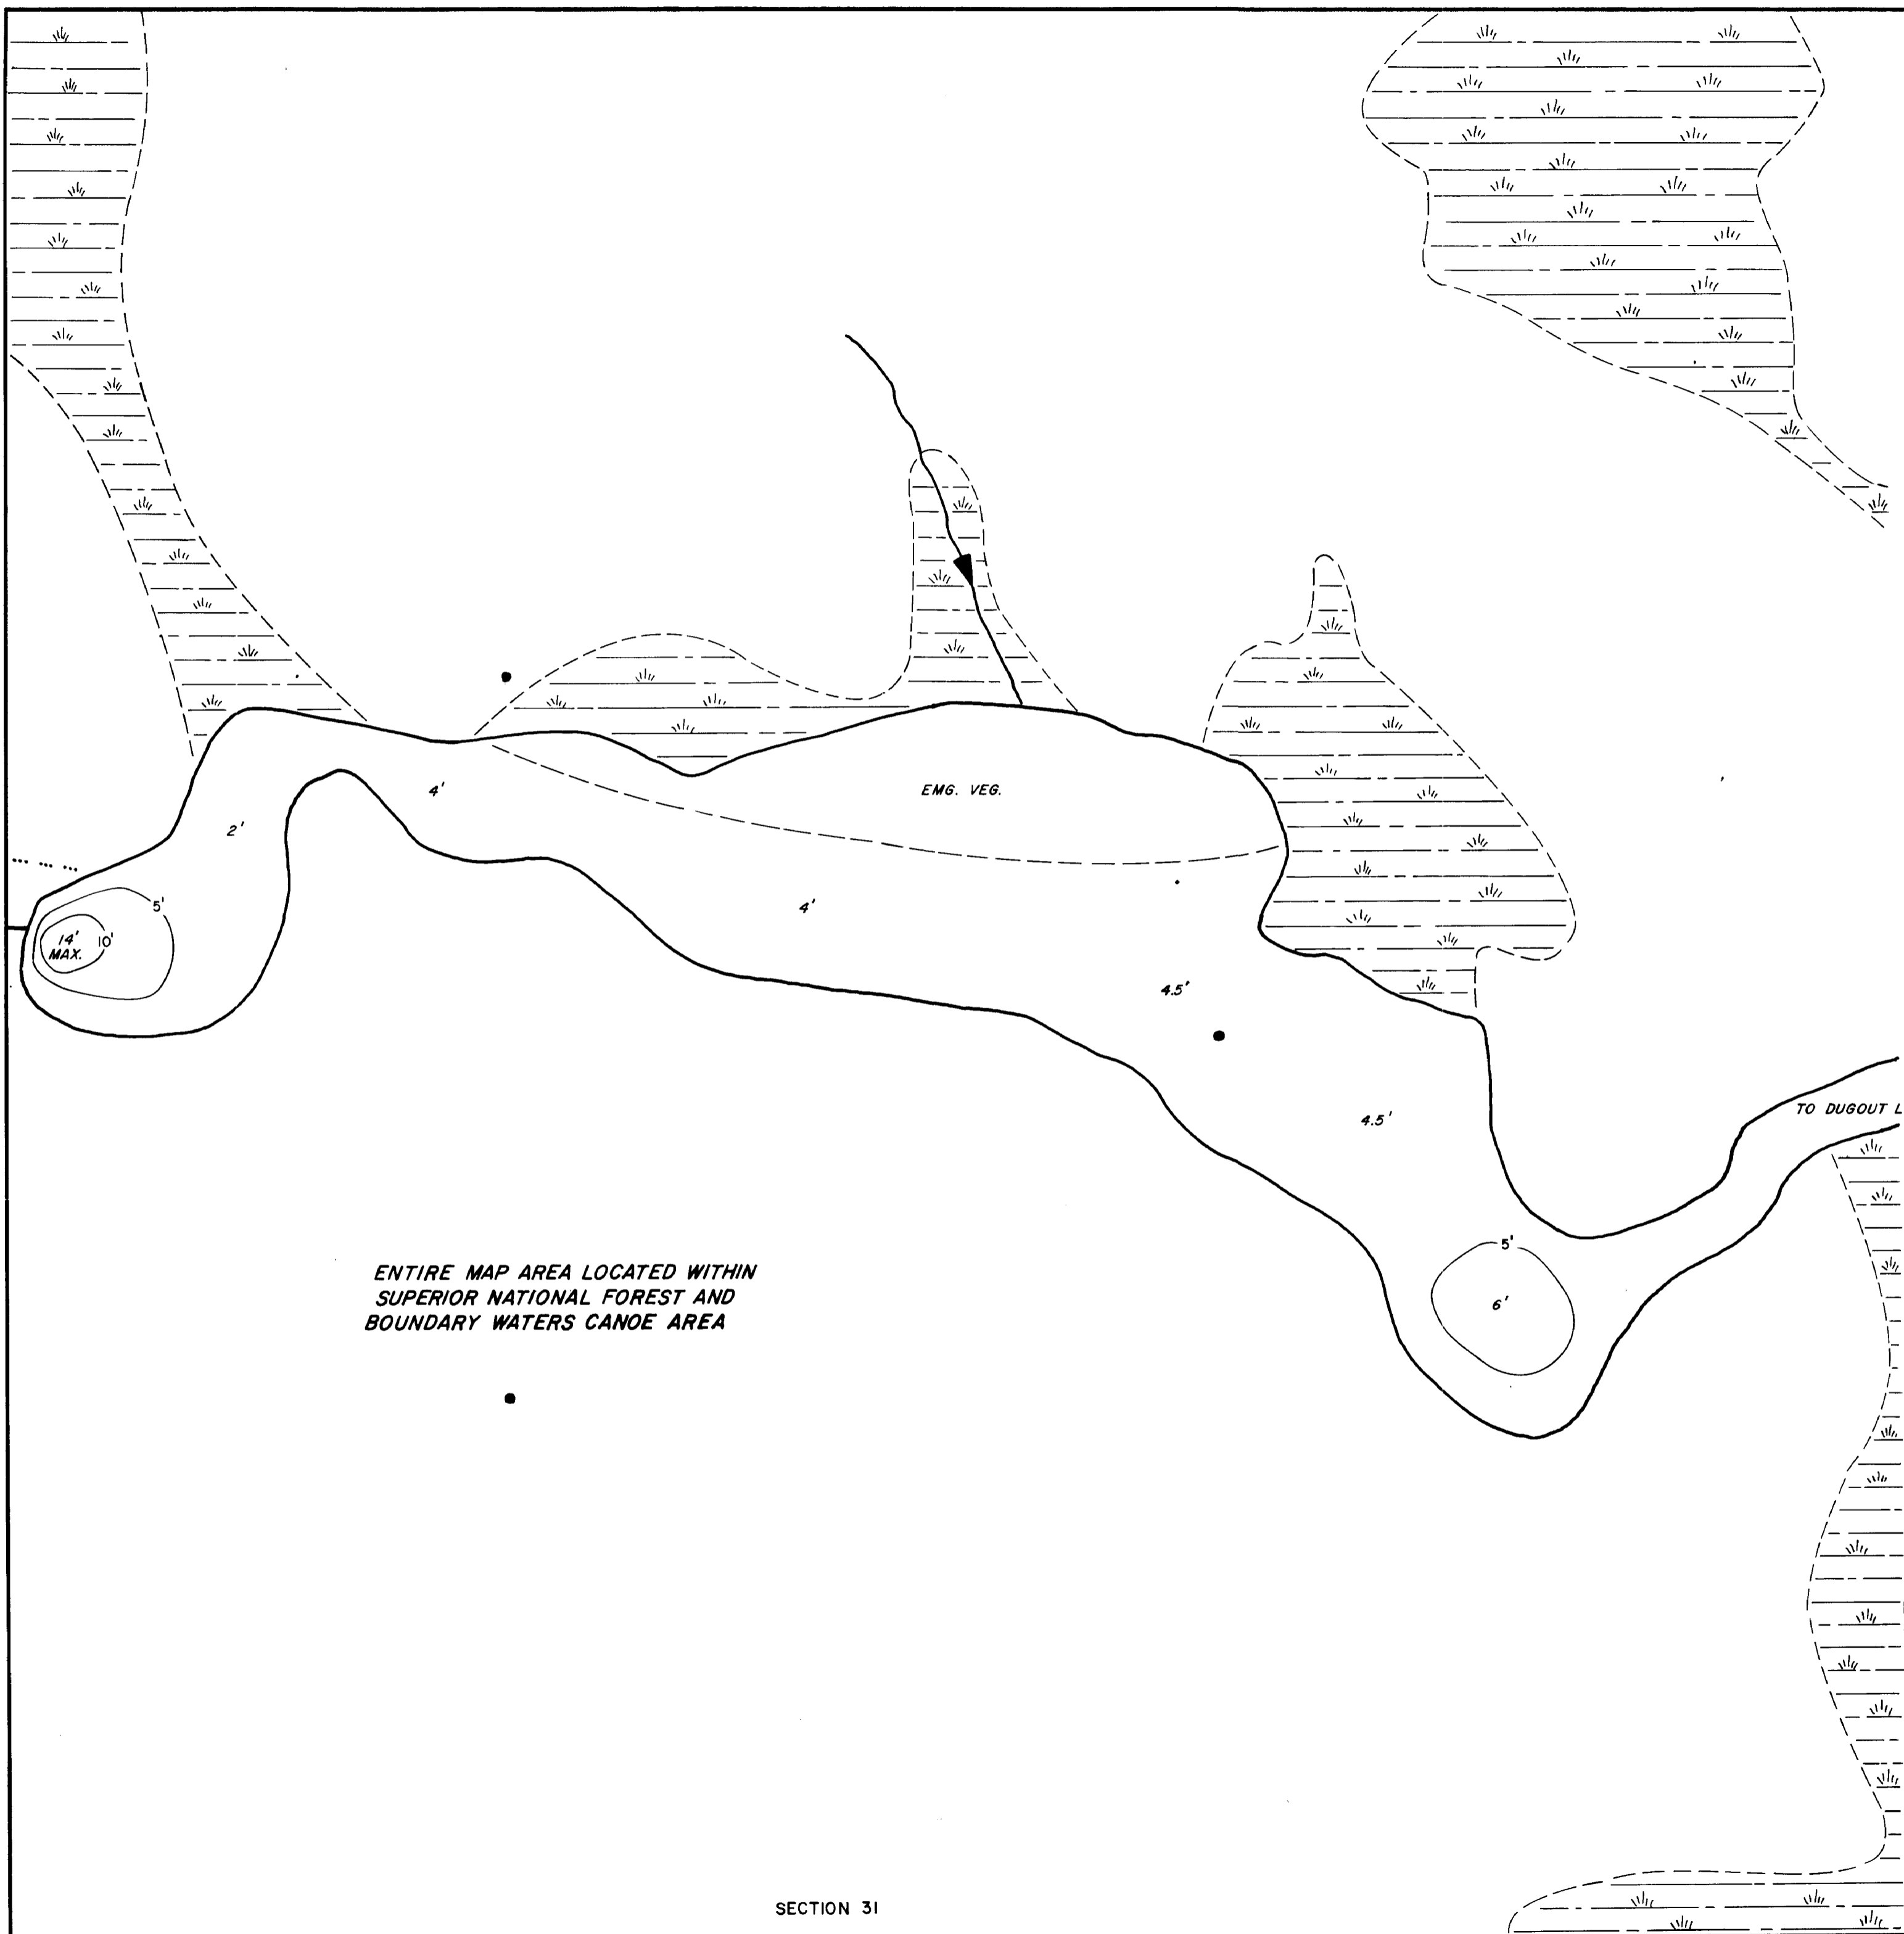 EMG. VEG.
4'
2'
4'
5'
14' 10'
MAX.
4.5'
4.5'
TO DUGOUT L
5'
6'
ENTIRE MAP AREA LOCATED WITHIN
SUPERIOR NATIONAL FOREST AND
BOUNDARY WATERS CANOE AREA
SECTION 31